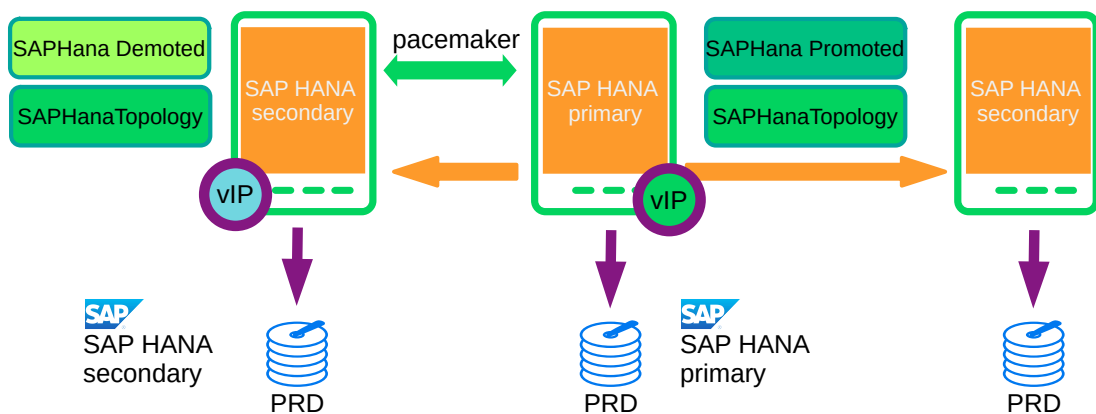 SAPHana Demoted
SAPHanaTopology
SAP HANA
secondary
vIP
pacemaker
SAP HANA
primary
vIP
SAPHana Promoted
SAPHanaTopology
SAP HANA
secondary
SAP
SAP HANA
secondary
PRD
PRD
SAP
SAP HANA
primary
PRD